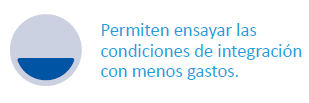 Permiten ensayar las
condiciones de integración
con menos gastos.